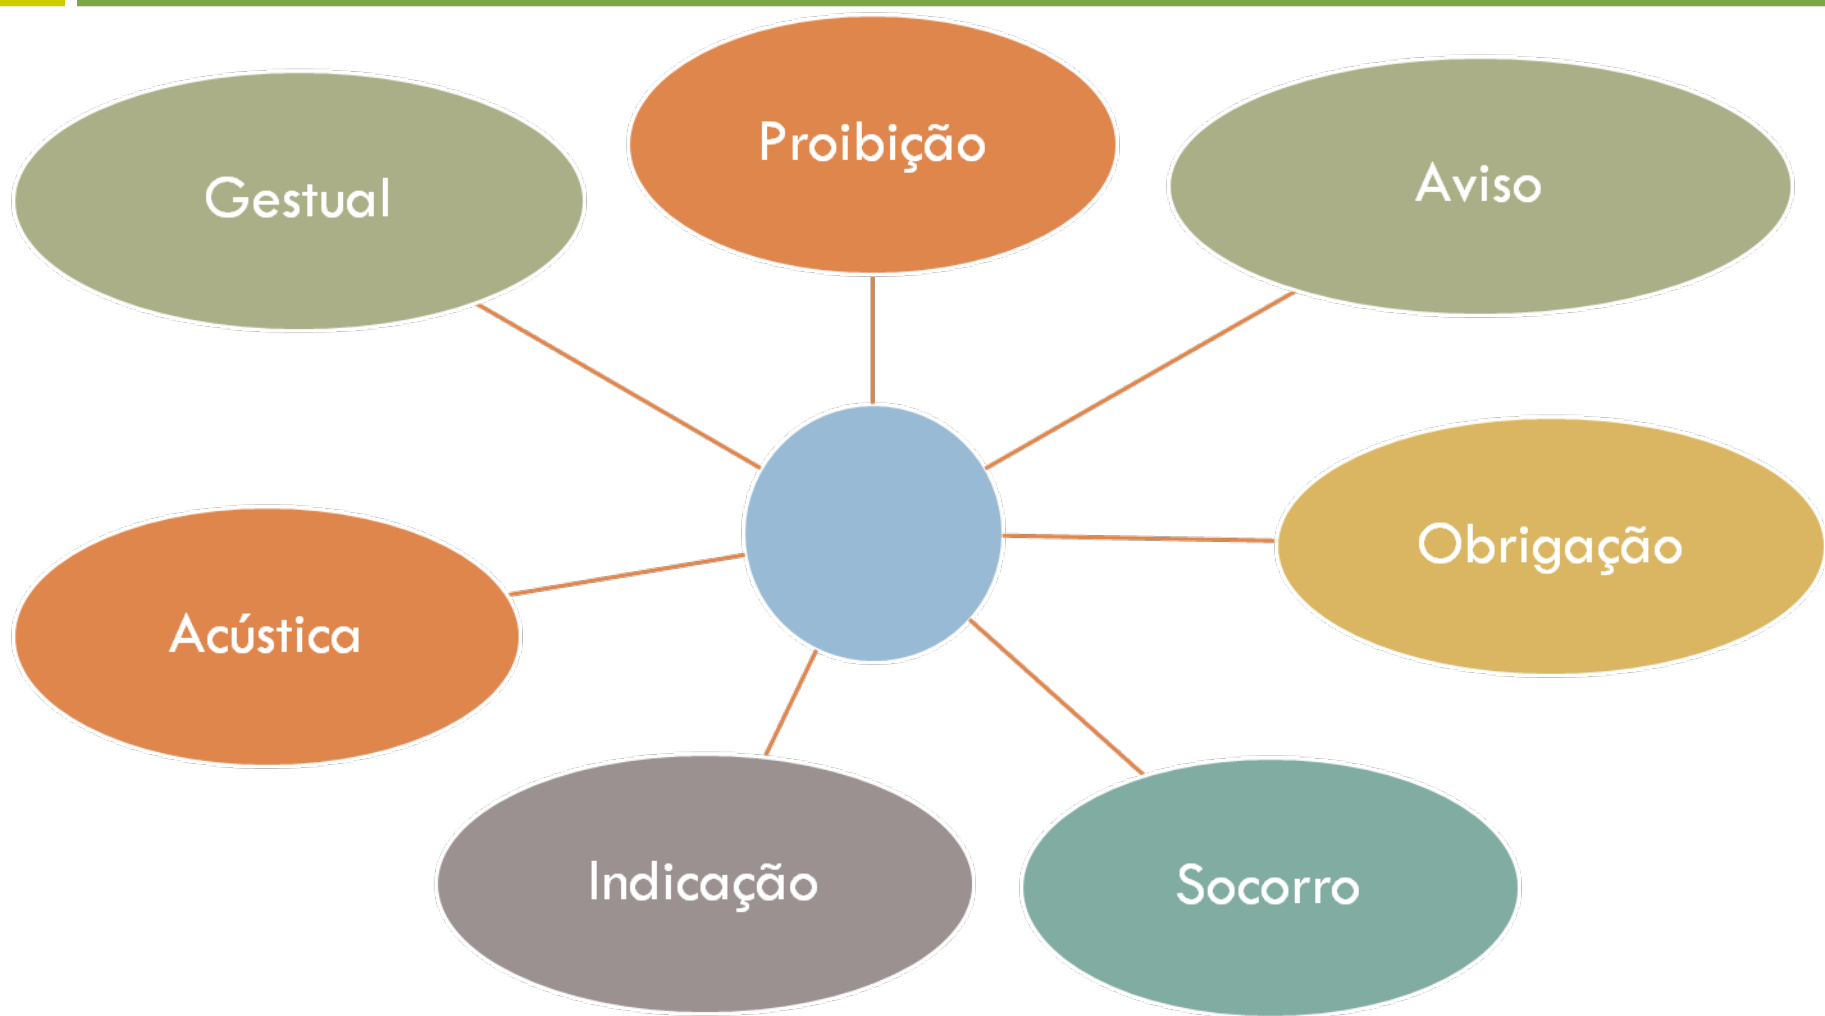 Proibição
Aviso
Obrigação
Socorro
Indicação
Acústica
Gestual